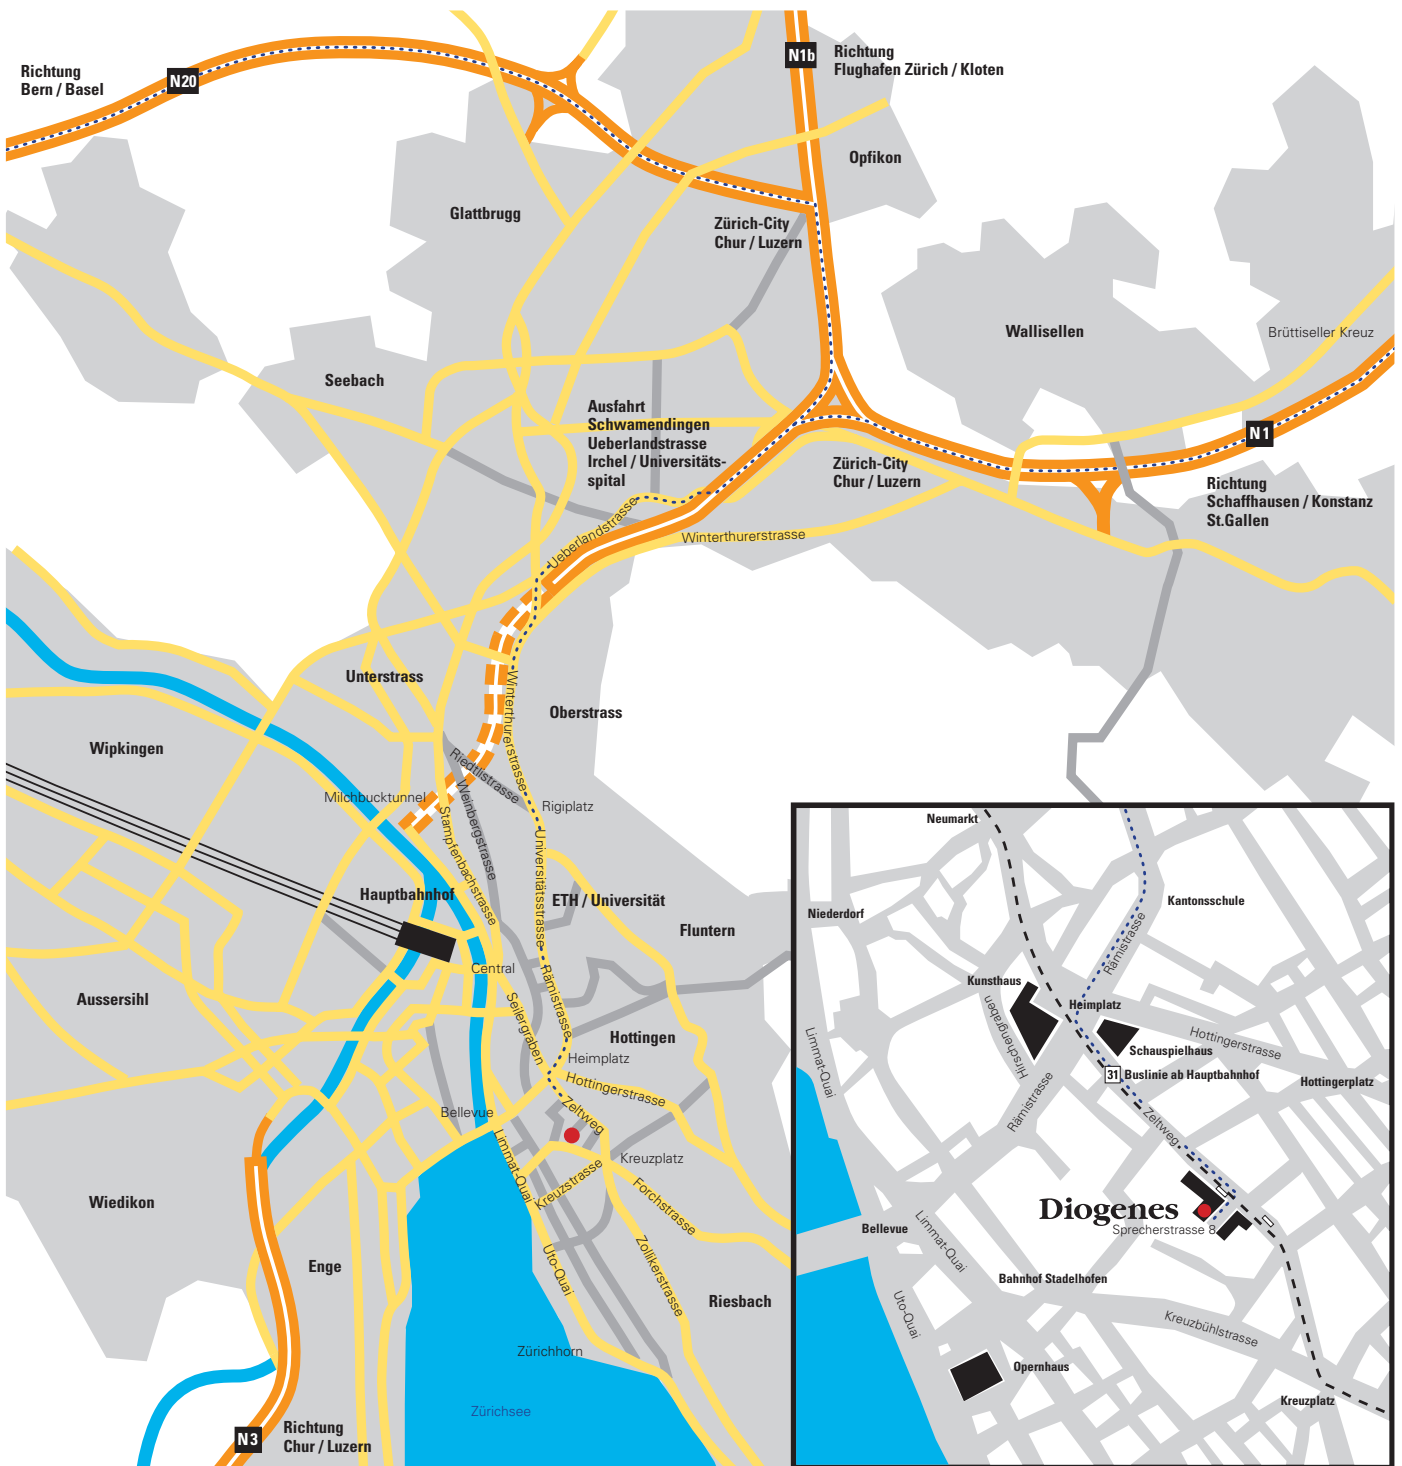 N1b
Richtung
Flughafen Zürich / Kloten
Richtung
Bern / Basel
N20
Opfikon
Glattbrugg
Zürich-City
Chur / Luzern
Wallisellen
Brüttiseller Kreuz
Seebach
Ausfahrt
Schwamendingen
Ueberlandstrasse
Irchel / Universitäts-
spital
N1
Zürich-City
Chur / Luzern
Richtung
Schaffhausen / Konstanz
St.Gallen
Ueberlandstrasse
Winterthurerstrasse
Unterstrass
Winterthurerstrasse
Oberstrass
Wipkingen
Riedtlistrasse
Milchbucktunnel
Weinbergstrasse
Rigiplatz
Stampfenbachstrasse
Universitätsstrasse
Hauptbahnhof
ETH / Universität
Fluntern
Central
Rämistrasse
Aussersihl
Seilergraben
Hottingen
Heimplatz
Hottingerstrasse
Bellevue
Zeltweg
Limmat-Quai
Kreuzplatz
Kreuzstrasse
Wiedikon
Forchstrasse
Uto-Quai
Zollikerstrasse
Enge
Riesbach
Zürichhorn
Zürichsee
N3
Richtung
Chur / Luzern
Neumarkt
Niederdorf
Kantonsschule
Rämistrasse
Kunsthaus
Heimplatz
Hirschengraben
Hottingerstrasse
Limmat-Quai
Schauspielhaus
31
Buslinie ab Hauptbahnhof
Hottingerplatz
Rämistrasse
Zeltweg
Diogenes
Sprecherstrasse 8
Bellevue
Limmat-Quai
Bahnhof Stadelhofen
Uto-Quai
Kreuzbühlstrasse
Opernhaus
Kreuzplatz